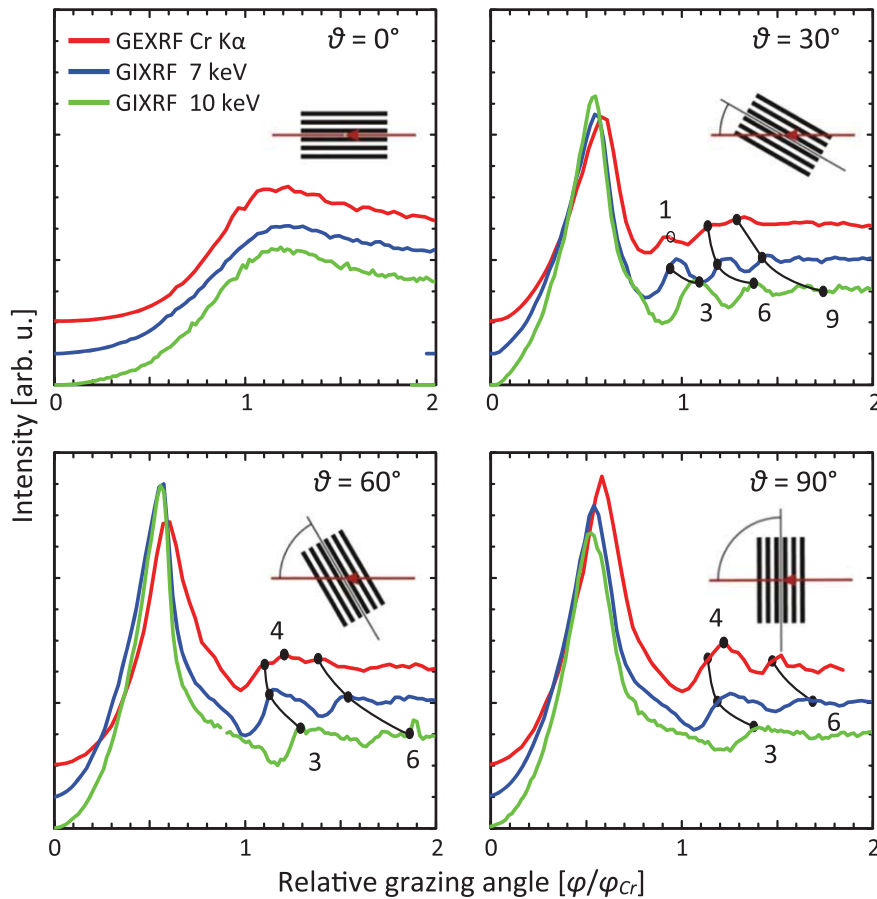 GEXRF Cr Kα
GIXRF 7 keV
GIXRF 10 keV
ϑ = 0°
0
1
2
ϑ = 30°
1
0
3
6
9
0
1
2
ϑ = 60°
4
3
6
0
1
2
ϑ = 90°
4
3
6
0
1
2
Intensity [arb. u.]
Relative grazing angle [φ/φCr]